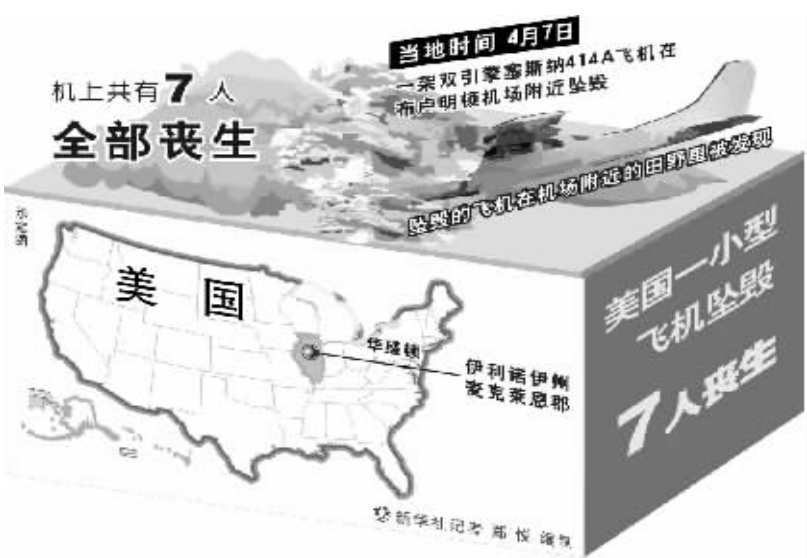 当地时间 4月7日
一架双引擎塞斯纳414A飞机在
布卢明顿机场附近坠毁
机上共有7人
全部丧生
坠毁的飞机在机场附近的田野里被发现
美国
华盛顿
伊利诺伊州
麦克莱恩郡
美国一小型
飞机坠毁
7人丧生
新华社记者 郑悦 编制